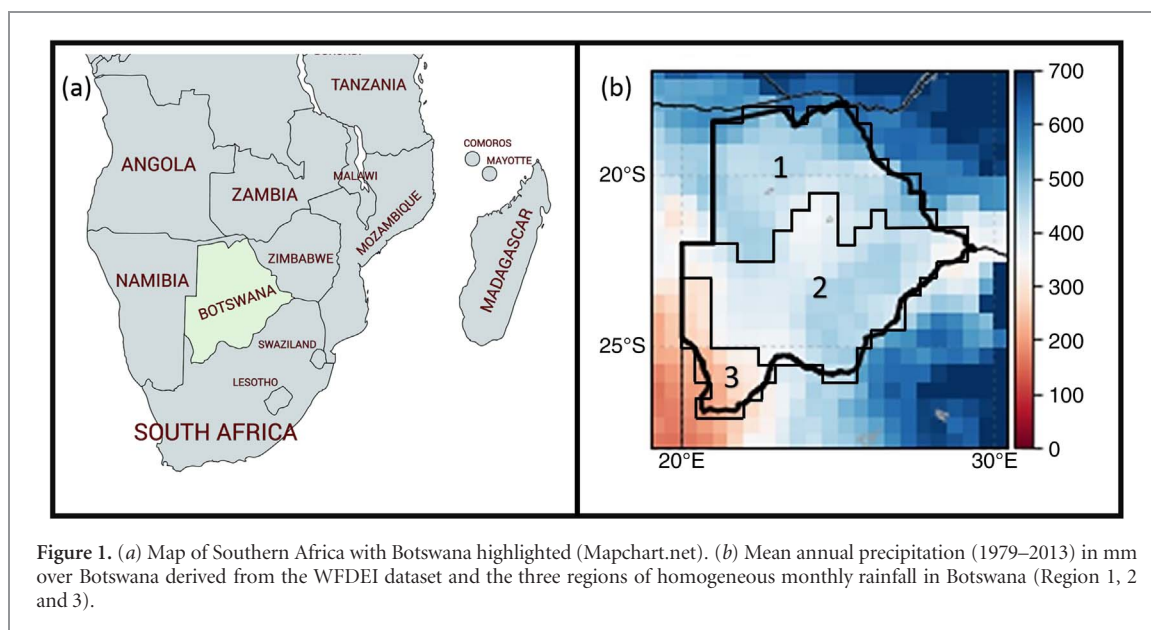 (a)
TANZANIA
COMOROS
MAYOTTE
ANGOLA
MALAWI
ZAMBIA
MOZAMBIQUE
MADAGASCAR
ZIMBABWE
NAMIBIA
BOTSWANA
SWAZILAND
LESOTHO
SOUTH AFRICA
(b)
700
600
500
400
300
200
100
0
20°S
25°S
20°E
30°E
1
2
3
Figure 1. (a) Map of Southern Africa with Botswana highlighted (Mapchart.net). (b) Mean annual precipitation (1979–2013) in mm
over Botswana derived from the WFDEI dataset and the three regions of homogeneous monthly rainfall in Botswana (Region 1, 2
and 3).